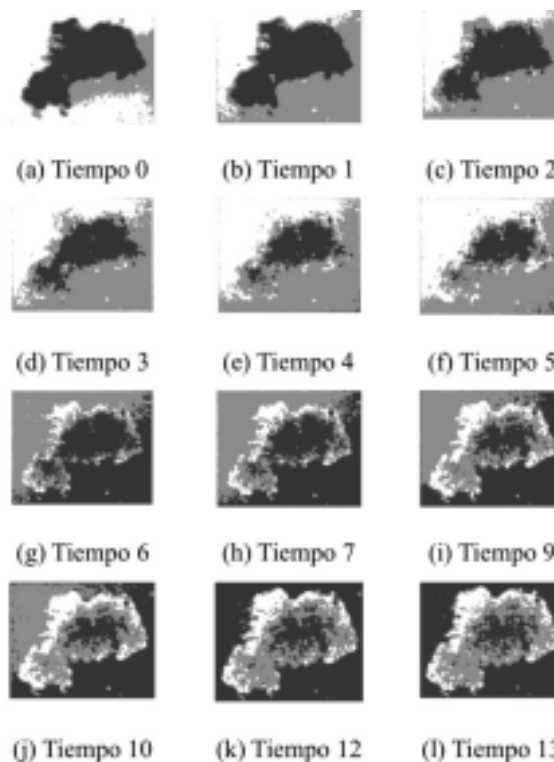 (a) Tiempo 0 (b) Tiempo 1 (c) Tiempo 2
(d) Tiempo 3 (e) Tiempo 4 (f) Tiempo 5
(g) Tiempo 6 (h) Tiempo 7 (i) Tiempo 9
(j) Tiempo 10 (k) Tiempo 12 (l) Tiempo 13